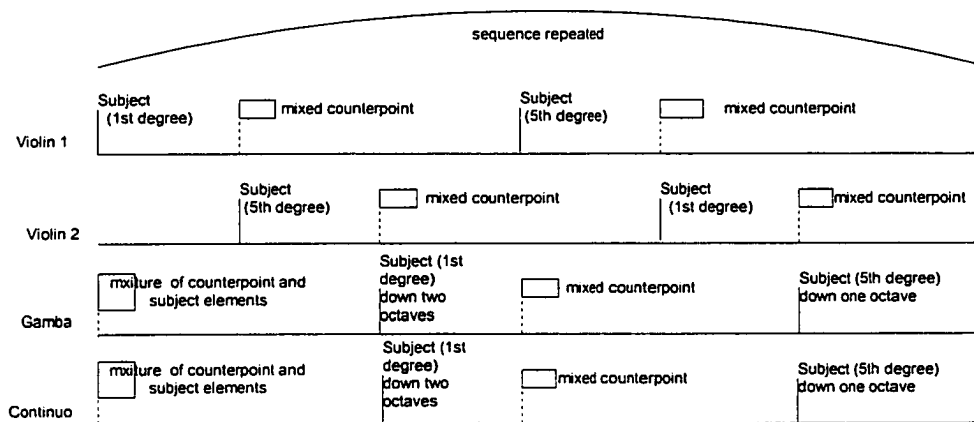 sequence repeated
Subject
(1st degree)
mixed counterpoint
Subject
(5th degree)
mixed counterpoint
Violin 1
Subject
(5th degree)
mixed counterpoint
Subject
(1st degree)
mixed counterpoint
Violin 2
mxiture of counterpoint and
subject elements
Subject (1st
degree)
down two
octaves
mixed counterpoint
Subject (5th degree)
down one octave
Gamba
mxiture of counterpoint and
subject elements
Subject (1st
degree)
down two
octaves
mixed counterpoint
Subject (5th degree)
down one octave
Continuo